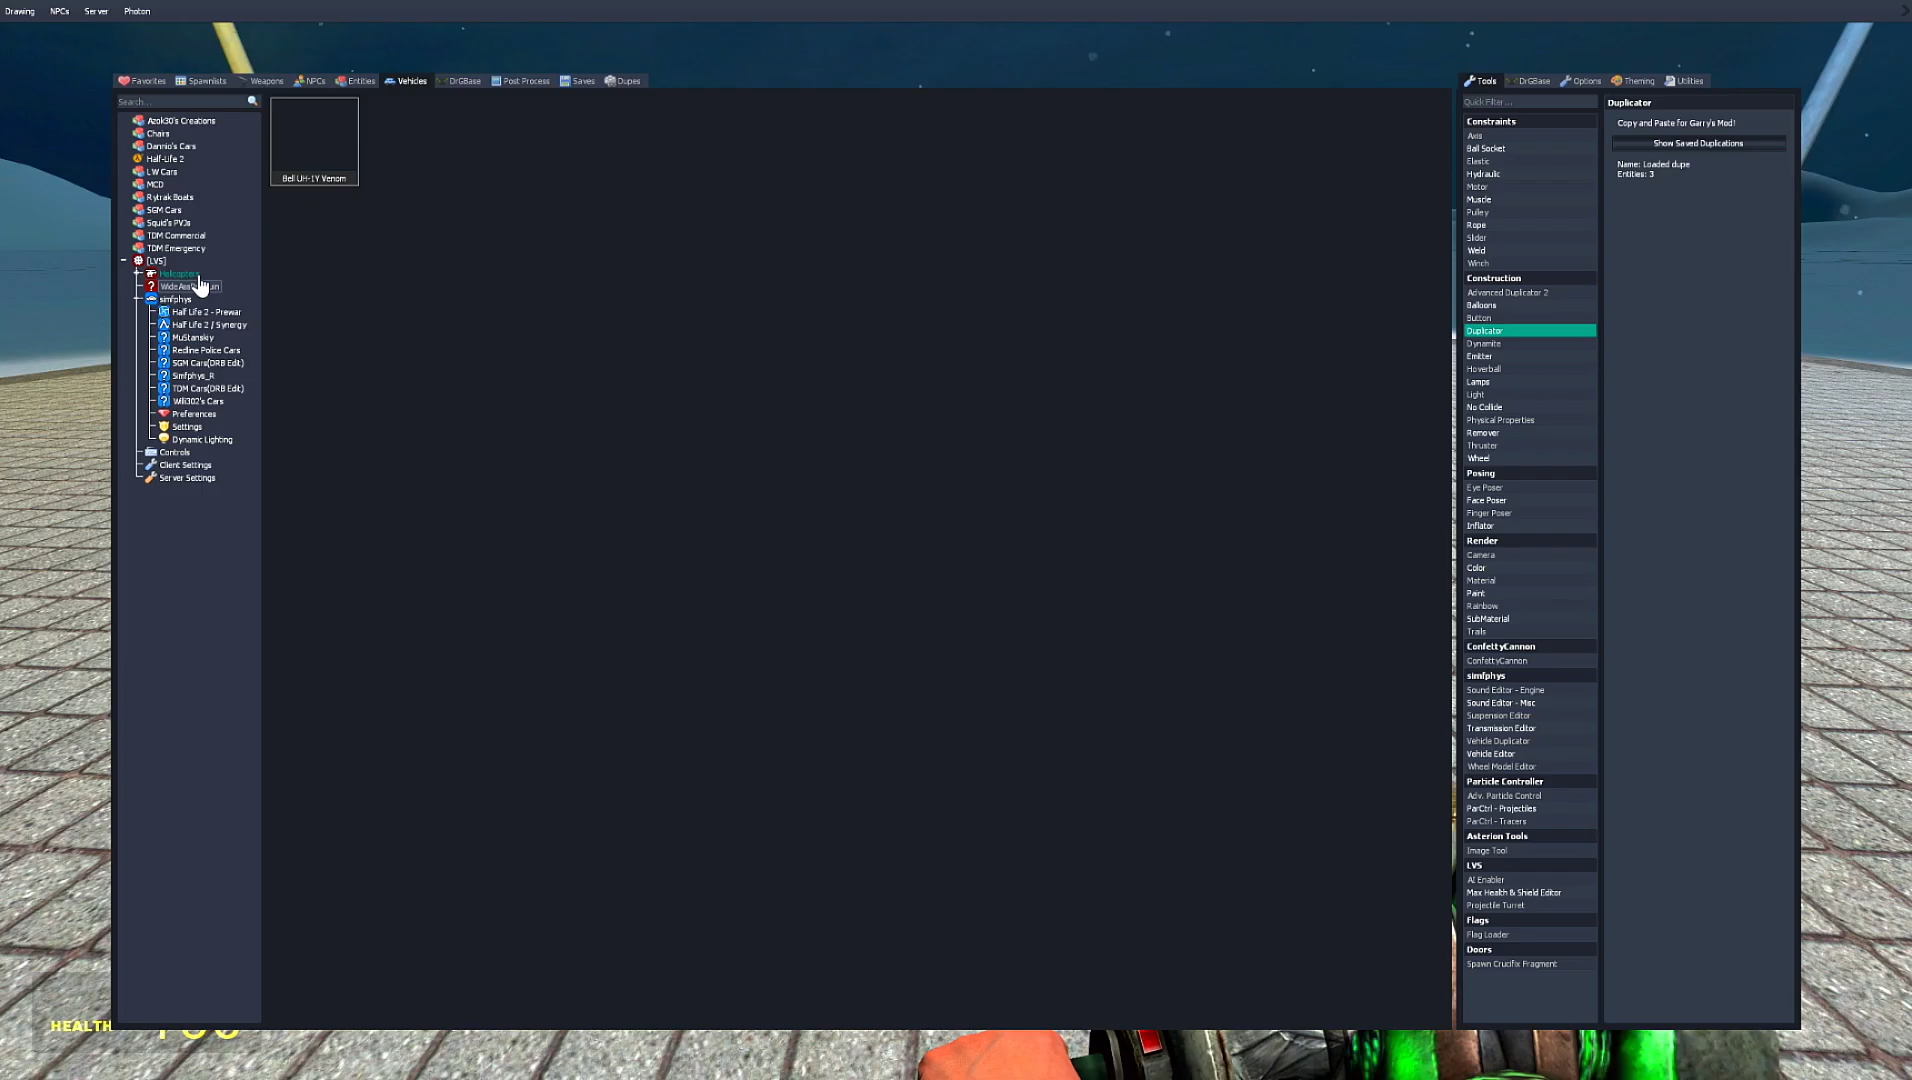 Drawing NPCs Server Photon
Favorites Spawnlists Weapons NPCs Entities Vehicles DrGBase Post Process Saves Dupes
Search...
Azok30's Creations
Chairs
Dannio's Cars
Half-Life 2
LW Cars
MCD
Rytrak Boats
SGM Cars
Squid's PVJs
TDM Commercial
TDM Emergency
[LVS]
Helicopters
simfphys
Half Life 2 - Prewar
Half Life 2 / Synergy
MuStanskiy
Redline Police Cars
SGM Cars(DRB Edit)
Simfphys_R
TDM Cars(DRB Edit)
Willi302's Cars
Preferences
Settings
Dynamic Lighting
Controls
Client Settings
Server Settings
Bell UH-1Y Venom
HEALTH
Tools DrGBase Options Theming Utilities
Quick Filter ...
Constraints
Axis
Ball Socket
Elastic
Hydraulic
Motor
Muscle
Pulley
Rope
Slider
Weld
Winch
Construction
Advanced Duplicator 2
Balloons
Button
Duplicator
Dynamite
Emitter
Hoverball
Lamps
Light
No Collide
Physical Properties
Remover
Thruster
Wheel
Posing
Eye Poser
Face Poser
Finger Poser
Inflator
Render
Camera
Color
Material
Paint
Rainbow
SubMaterial
Trails
ConfettyCannon
ConfettyCannon
simfphys
Sound Editor - Engine
Sound Editor - Misc
Suspension Editor
Transmission Editor
Vehicle Duplicator
Vehicle Editor
Wheel Model Editor
Particle Controller
Adv. Particle Control
ParCtrl - Projectiles
ParCtrl - Tracers
Asterion Tools
Image Tool
LVS
AI Enabler
Max Health & Shield Editor
Projectile Turret
Flags
Flag Loader
Doors
Spawn Crucifix Fragment
Duplicator
Copy and Paste for Garry's Mod!
Show Saved Duplications
Name: Loaded dupe
Entities: 3